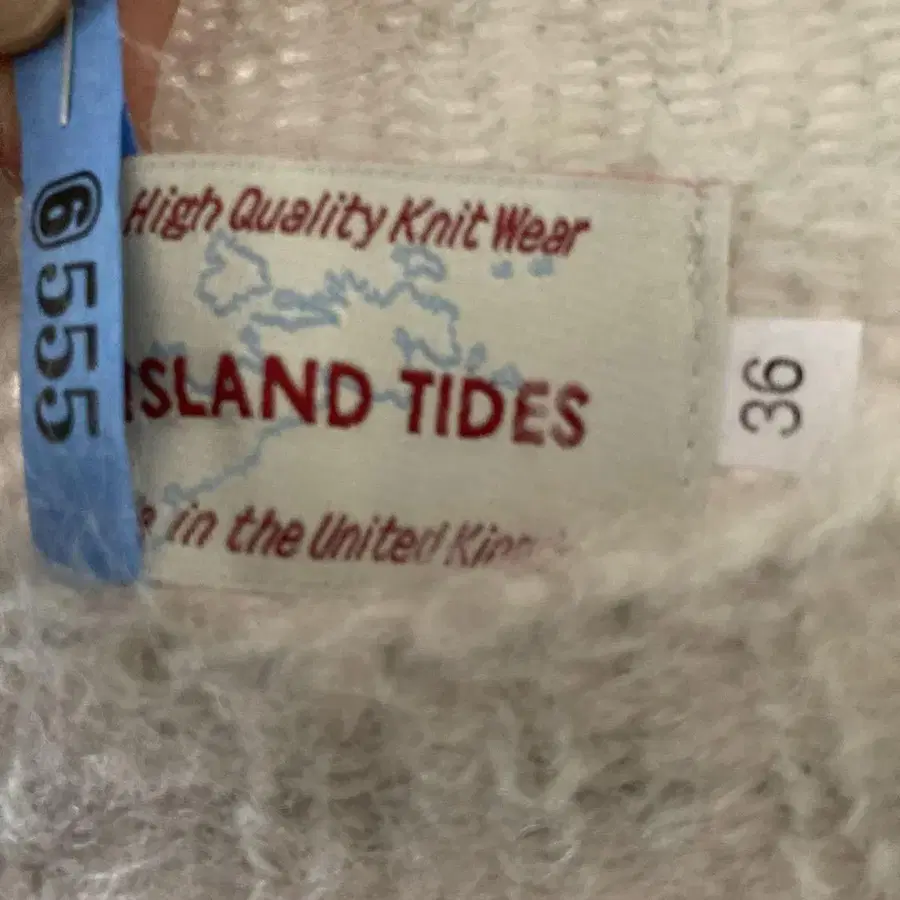 High Quality Knit Wear
ISLAND TIDES
in the United
36
6555